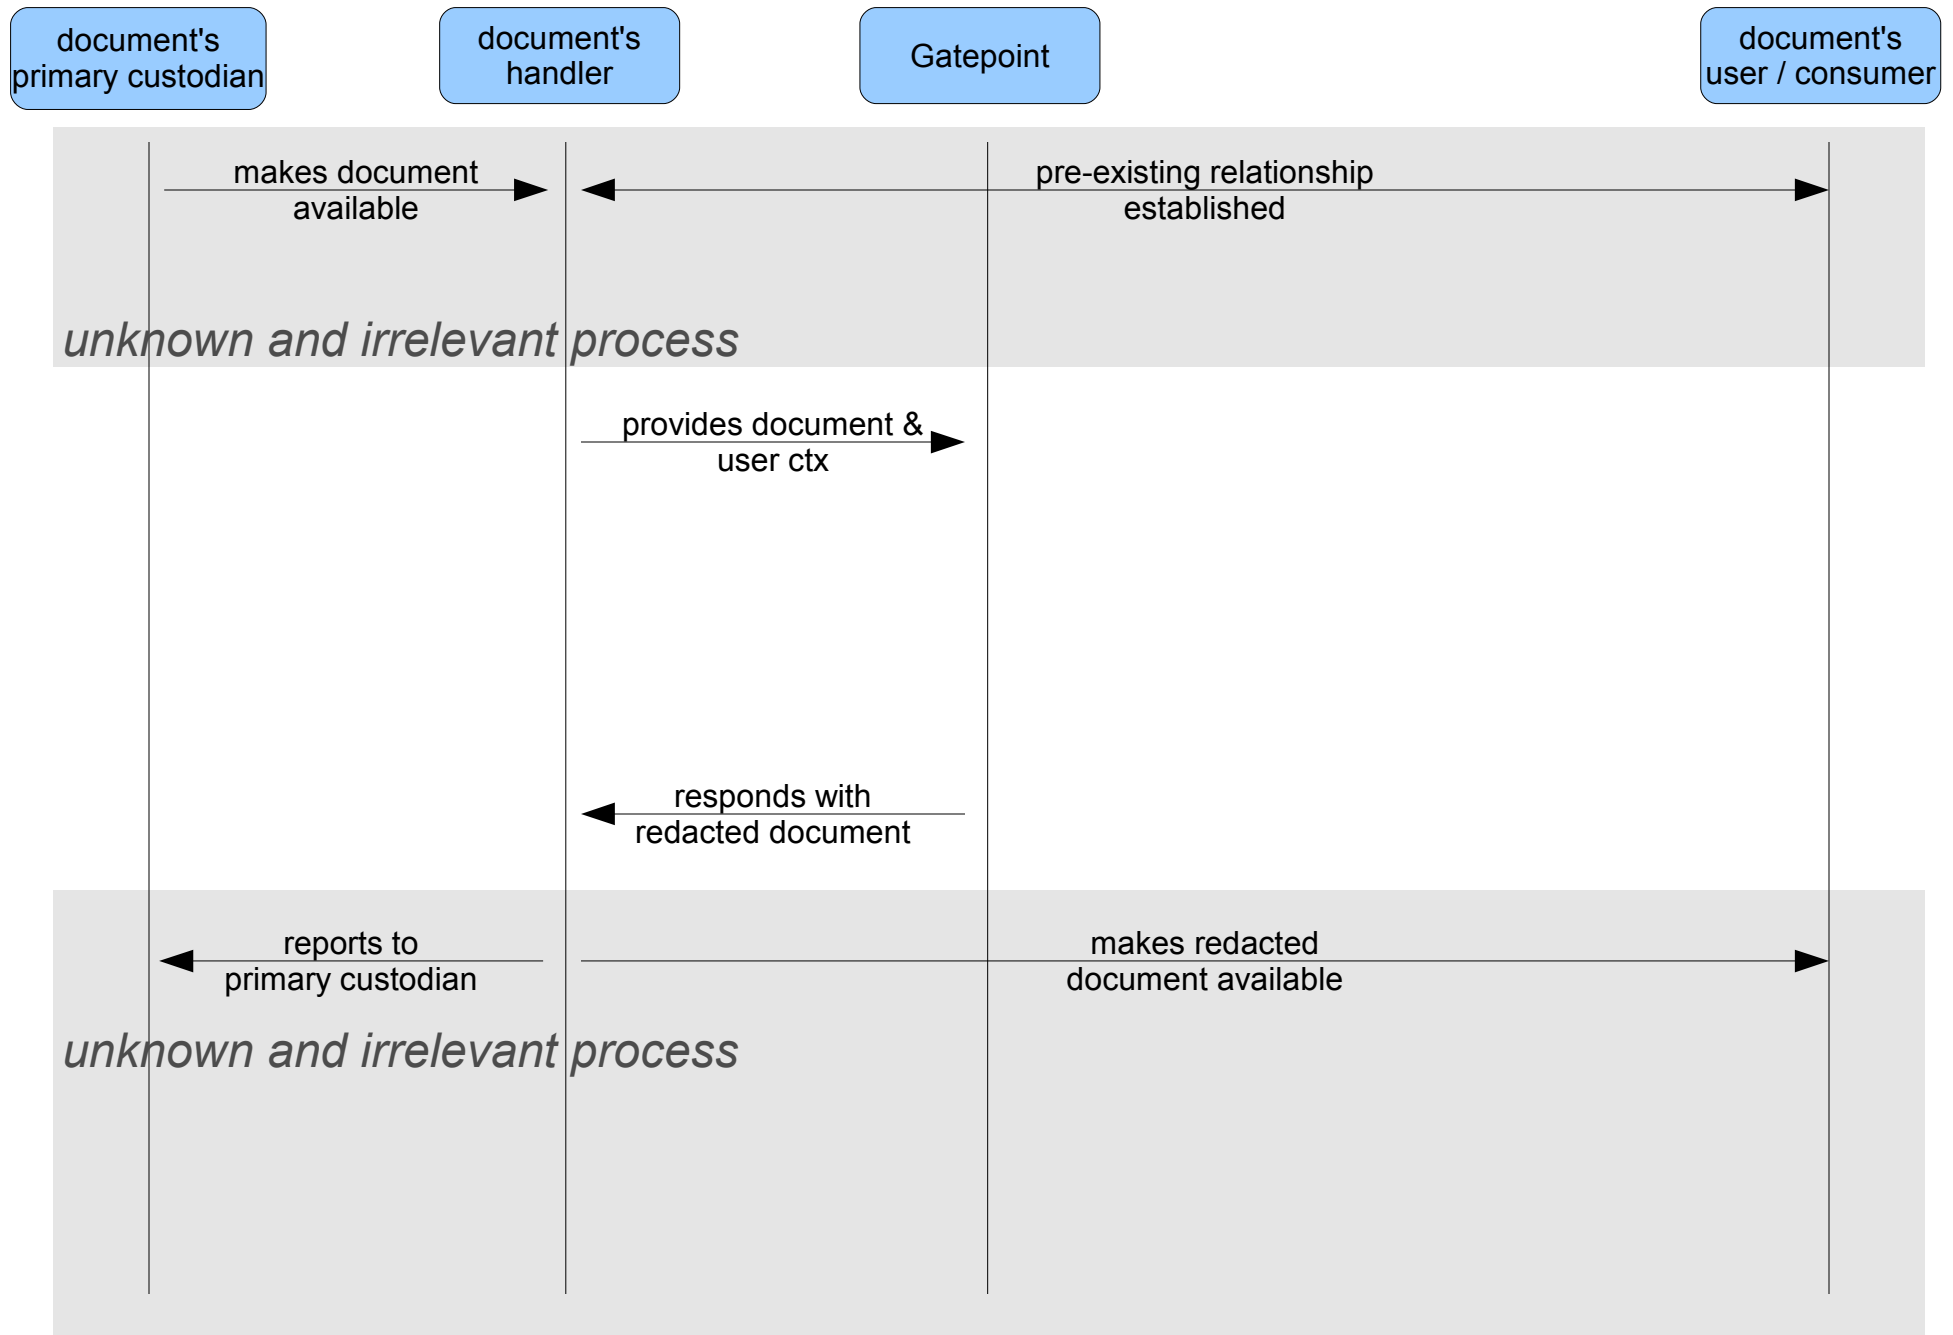 document's
primary custodian
document's
handler
Gatepoint
document's
user / consumer
makes document
available
pre-existing relationship
established
unknown and irrelevant process
provides document &
user ctx
responds with
redacted document
reports to
primary custodian
makes redacted
document available
unknown and irrelevant process